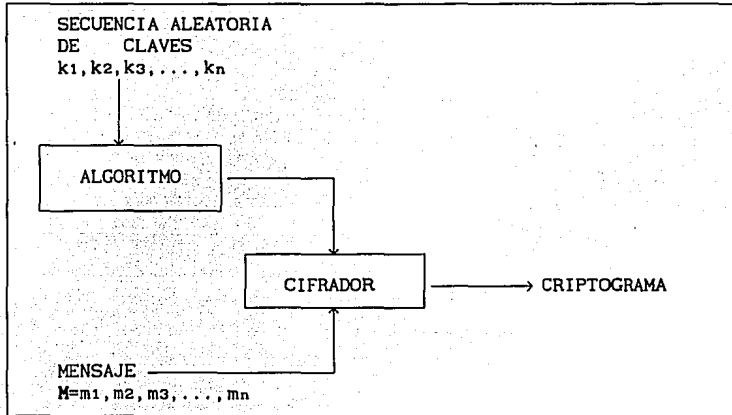 SECUENCIA ALEATORIA
DE CLAVES
k1,k2,k3,...,kn
ALGORITMO
CIFRADOR
CRIPTOGRAMA
MENSAJE
M=m1,m2,m3,...,mn